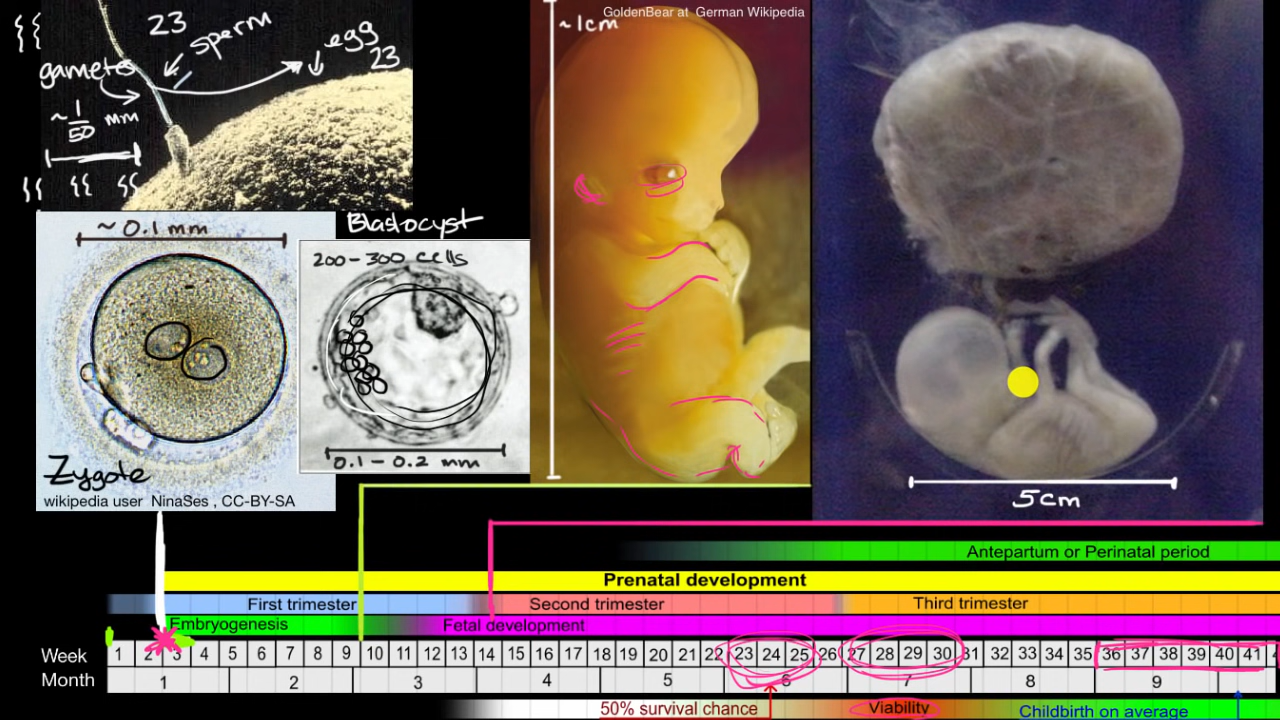 23
sperm
egg
23
gamete
~ 1/50 mm
~ 0.1 mm
Zygote
wikipedia user NinaSes , CC-BY-SA
Blastocyst
200-300 cells
0.1 - 0.2 mm
GoldenBear at German Wikipedia
~1cm
5cm
Antepartum or Perinatal period
Prenatal development
First trimester Second trimester Third trimester
Embryogenesis Fetal development
Week 1 2 3 4 5 6 7 8 9 10 11 12 13 14 15 16 17 18 19 20 21 22 23 24 25 26 27 28 29 30 31 32 33 34 35 36 37 38 39 40 41 4
Month 1 2 3 4 5 6 7 8 9
50% survival chance Viability Childbirth on average